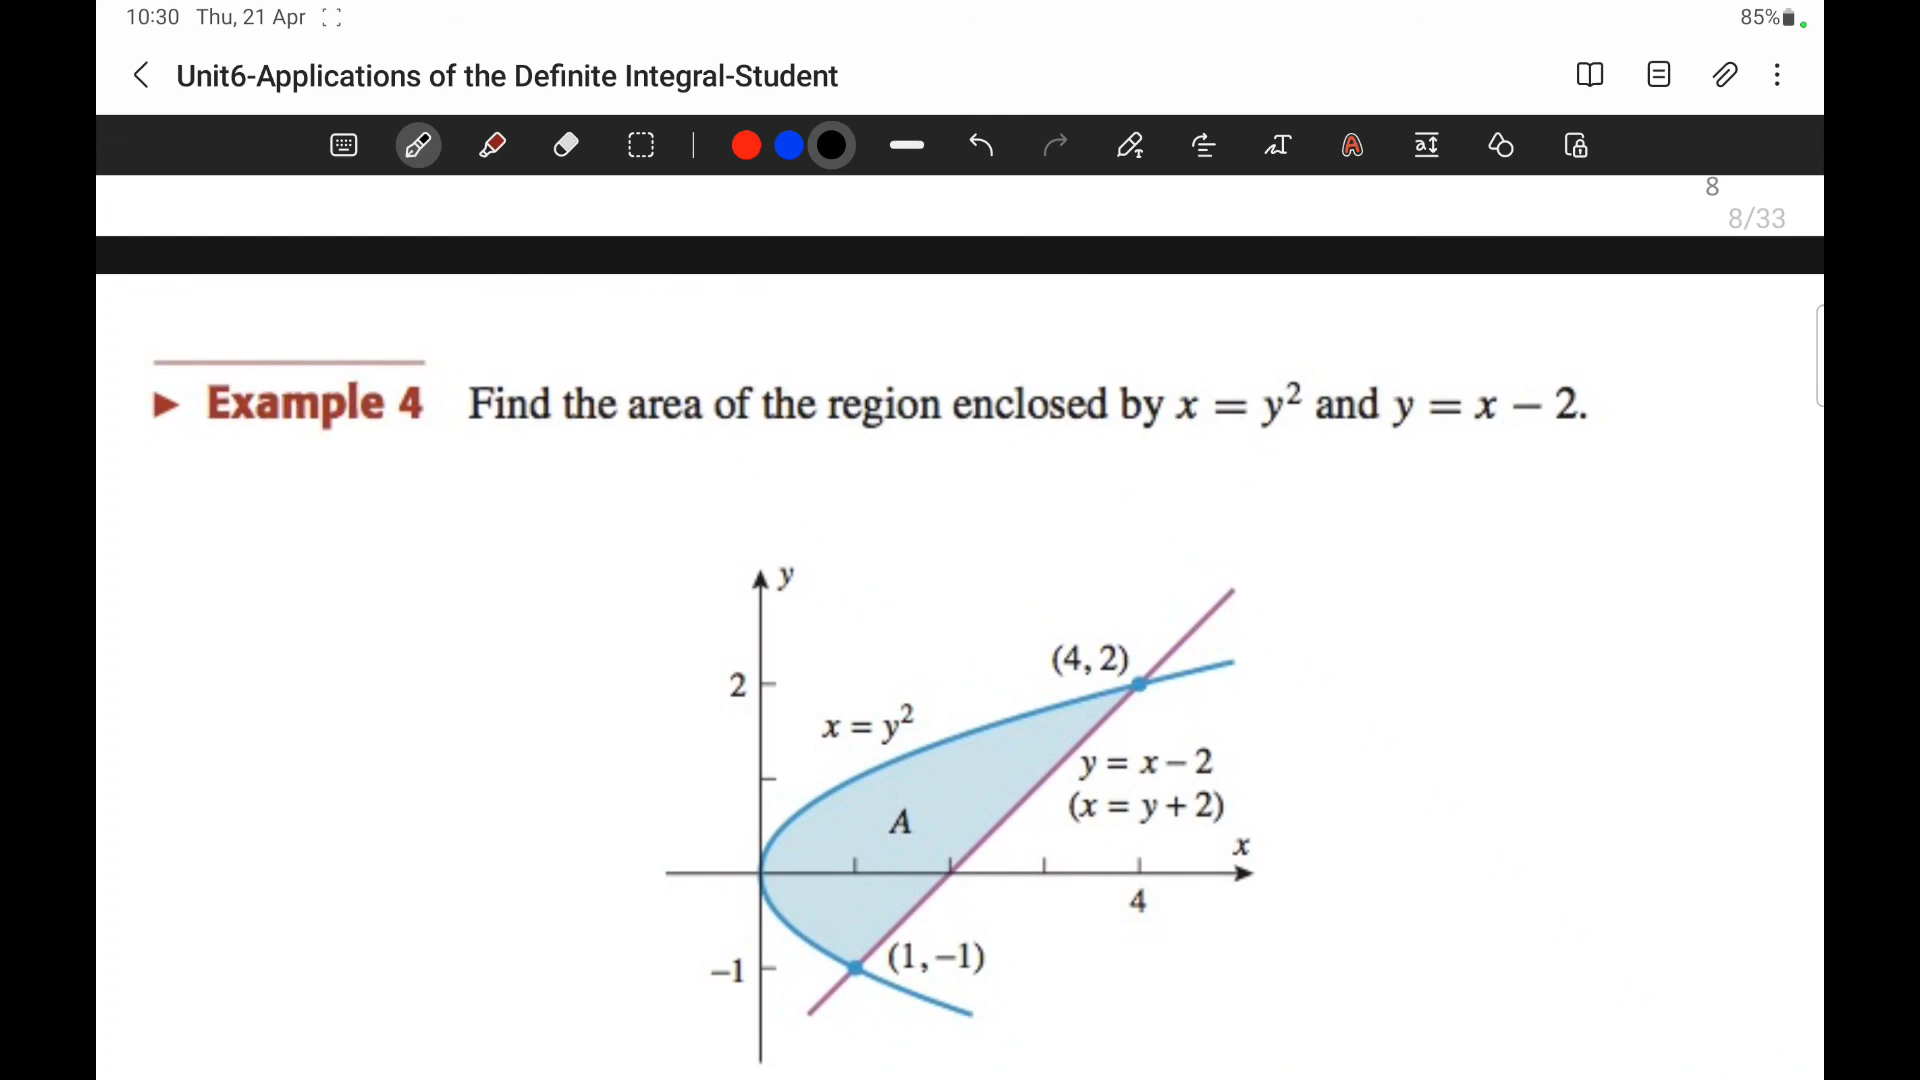 10:30 Thu, 21 Apr
85%
Unit6-Applications of the Definite Integral-Student
8
8/33
► Example 4 Find the area of the region enclosed by x = y² and y = x − 2.
y
(4, 2)
2
x = y²
y = x − 2
(x = y + 2)
A
x
4
(1, −1)
−1